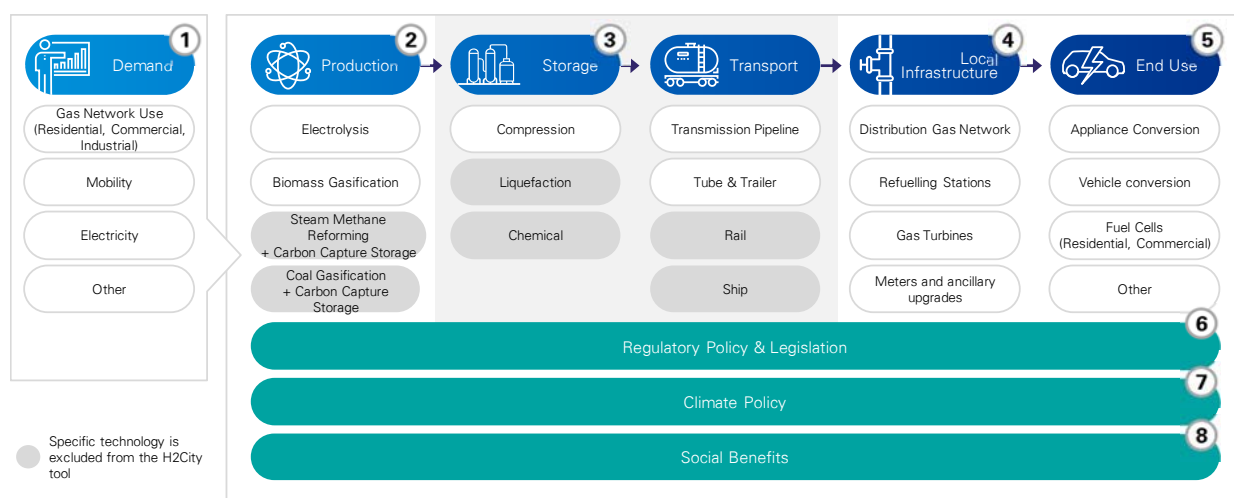 1
Demand
Gas Network Use
(Residential, Commercial,
Industrial)
Mobility
Electricity
Other
2
Production
Electrolysis
Biomass Gasification
Steam Methane
Reforming
+ Carbon Capture Storage
Coal Gasification
+ Carbon Capture
Storage
3
Storage
Compression
Liquefaction
Chemical
Transport
Transmission Pipeline
Tube & Trailer
Rail
Ship
4
Local
Infrastructure
Distribution Gas Network
Refuelling Stations
Gas Turbines
Meters and ancillary
upgrades
5
End Use
Appliance Conversion
Vehicle conversion
Fuel Cells
(Residential, Commercial)
Other
6
Regulatory Policy & Legislation
7
Climate Policy
8
Social Benefits
Specific technology is
excluded from the H2City
tool